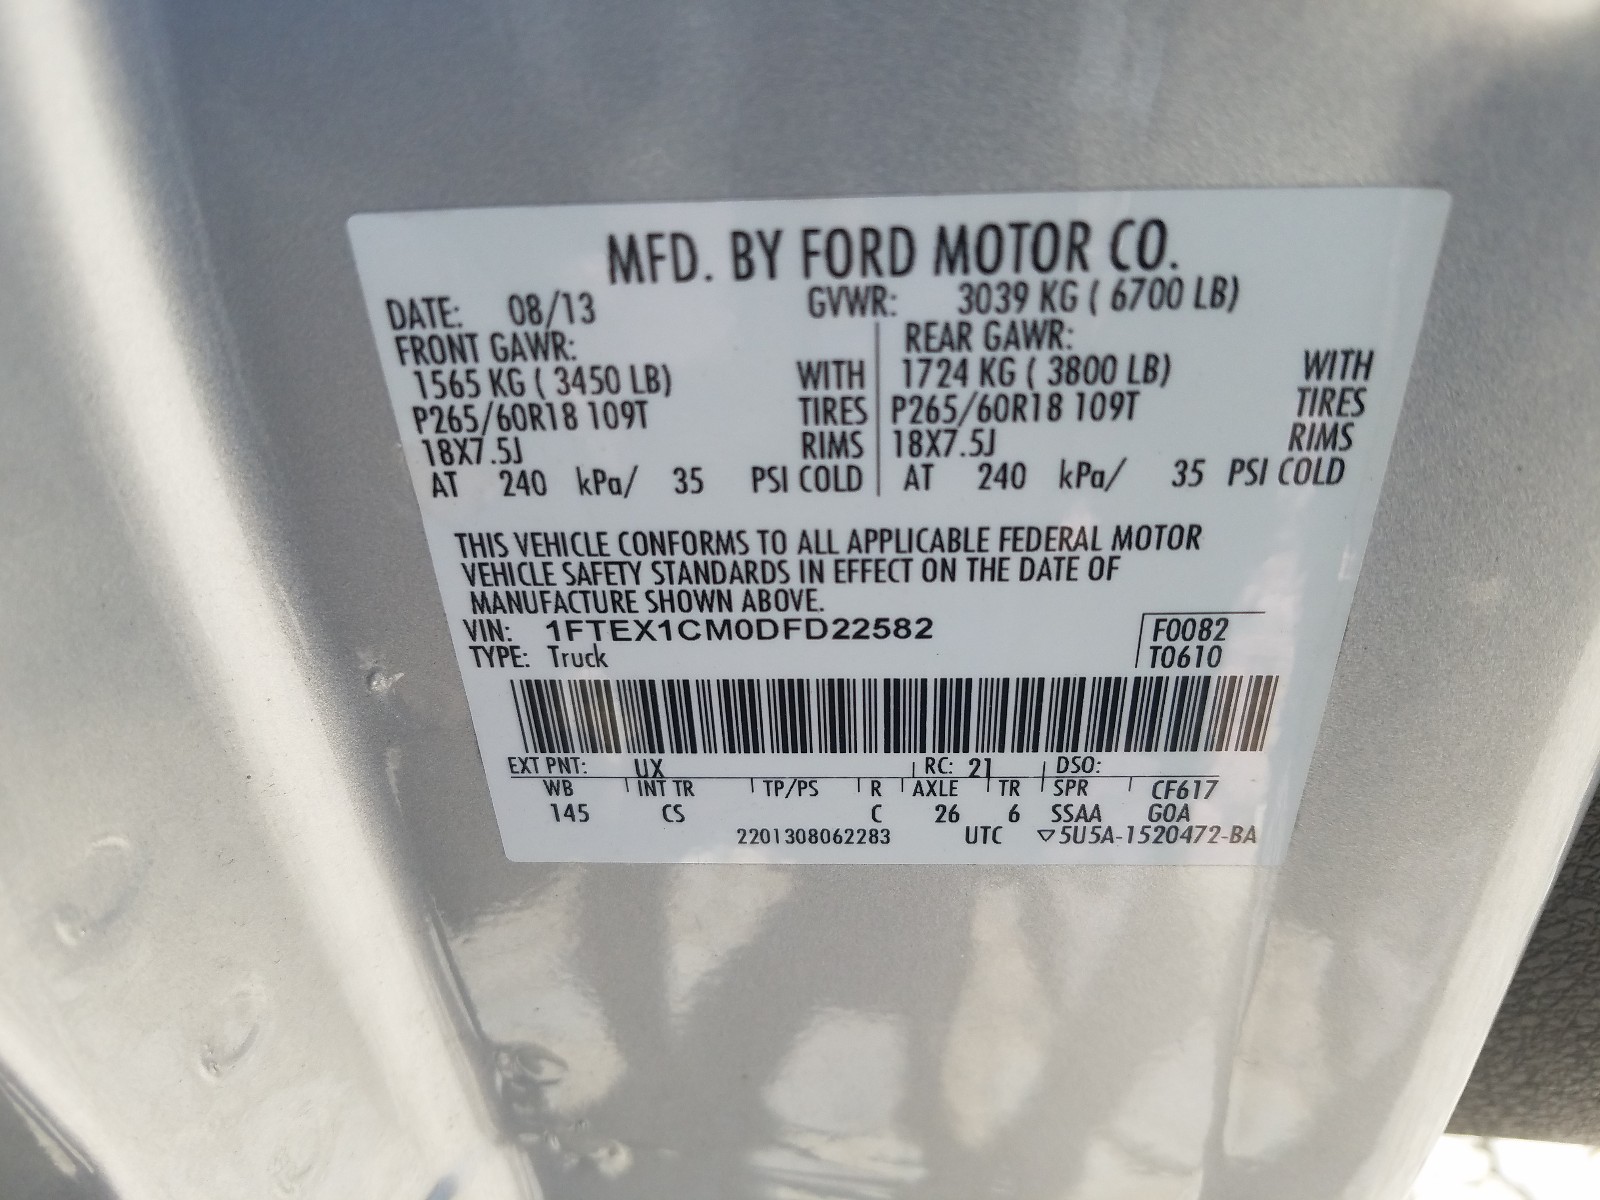 MFD. BY FORD MOTOR CO.
DATE: 08/13 GVWR: 3039 KG ( 6700 LB)
FRONT GAWR: REAR GAWR:
1565 KG ( 3450 LB) WITH 1724 KG ( 3800 LB) WITH
P265/60R18 109T TIRES P265/60R18 109T TIRES
18X7.5J RIMS 18X7.5J RIMS
AT 240 kPa/ 35 PSI COLD AT 240 kPa/ 35 PSI COLD
THIS VEHICLE CONFORMS TO ALL APPLICABLE FEDERAL MOTOR
VEHICLE SAFETY STANDARDS IN EFFECT ON THE DATE OF
MANUFACTURE SHOWN ABOVE.
VIN: 1FTEX1CM0DFD22582 F0082
TYPE: Truck T0610
EXT PNT: UX RC: 21 DSO:
WB INT TR TP/PS R AXLE TR SPR CF617
145 CS C 26 6 SSAA GOA
2201308062283 UTC ▽5U5A-1520472-BA